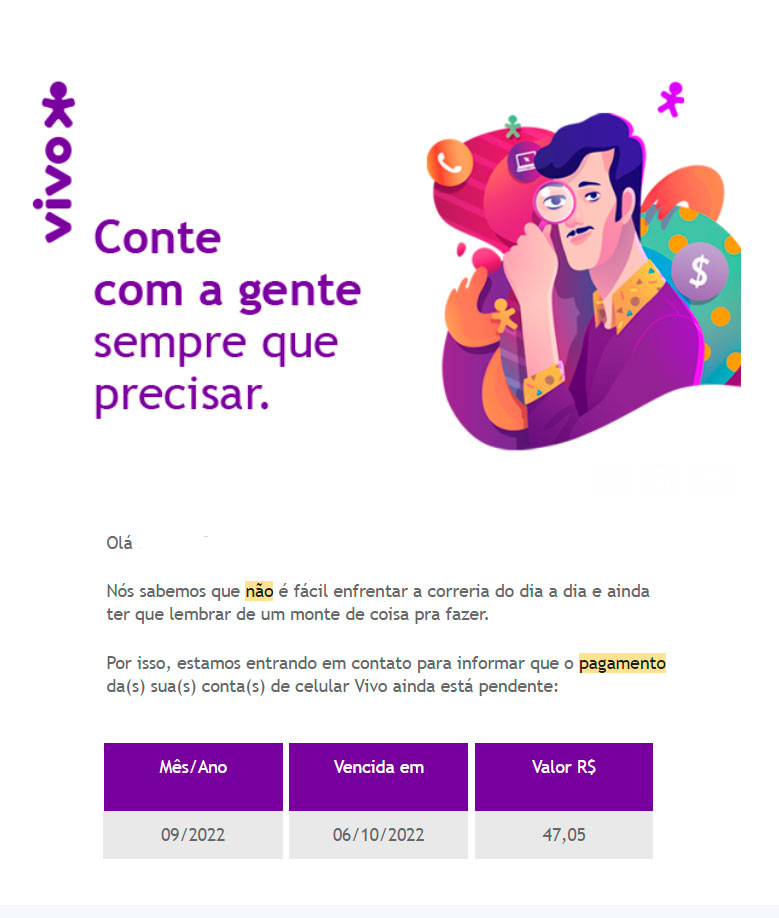 vivo
Conte
com a gente
sempre que
precisar.
$
Olá
Nós sabemos que não é fácil enfrentar a correria do dia a dia e ainda
ter que lembrar de um monte de coisa pra fazer.
Por isso, estamos entrando em contato para informar que o pagamento
da(s) sua(s) conta(s) de celular Vivo ainda está pendente:
Mês/Ano Vencida em Valor R$
09/2022 06/10/2022 47,05